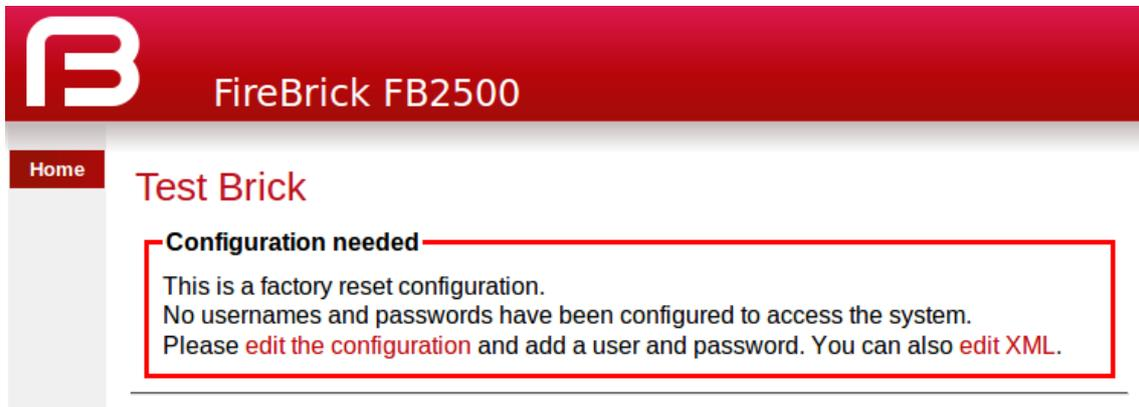 FireBrick FB2500
Home
Test Brick
Configuration needed
This is a factory reset configuration.
No usernames and passwords have been configured to access the system.
Please edit the configuration and add a user and password. You can also edit XML.